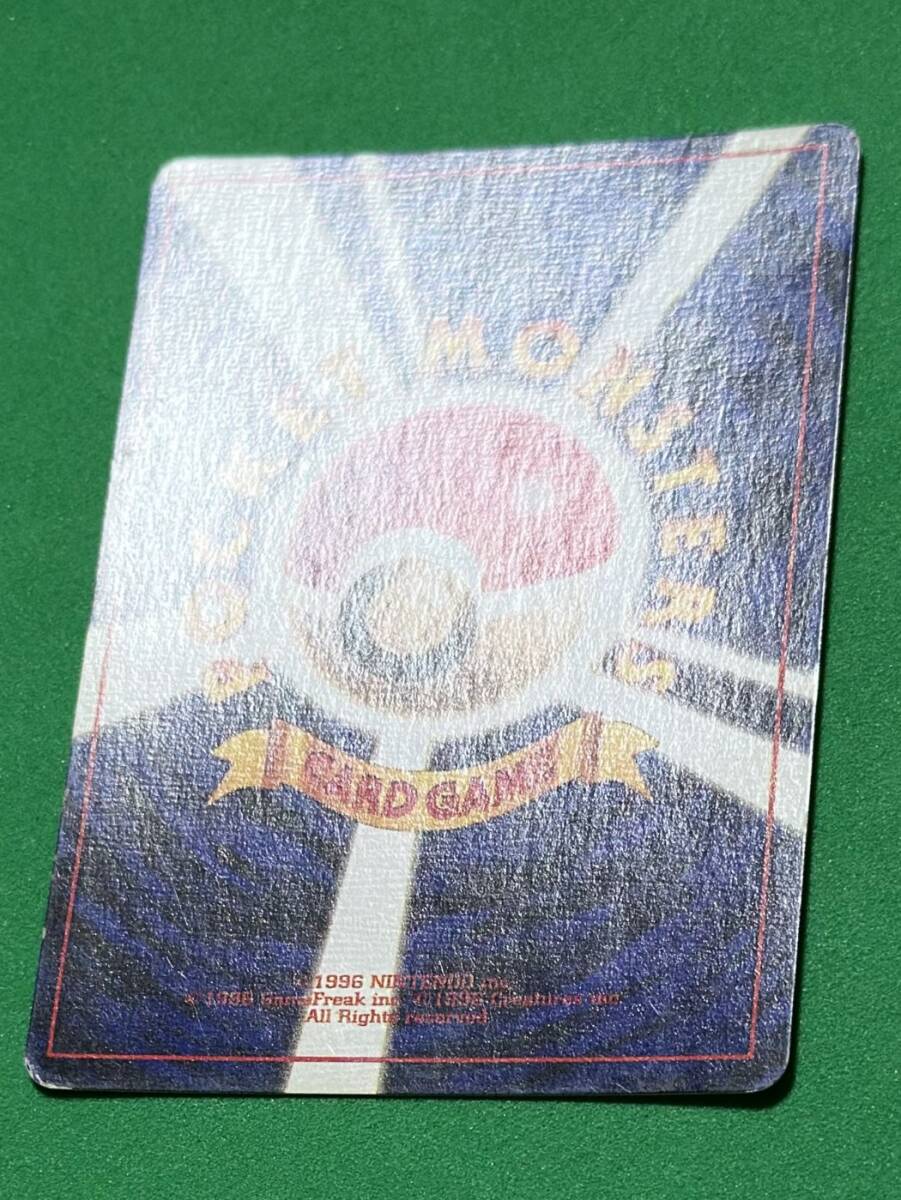 POCKET MONSTERS
CARD GAME
©1996 NINTENDO inc.
©1996 GameFreak inc. ©1996 Creatures inc.
All Rights reserved.